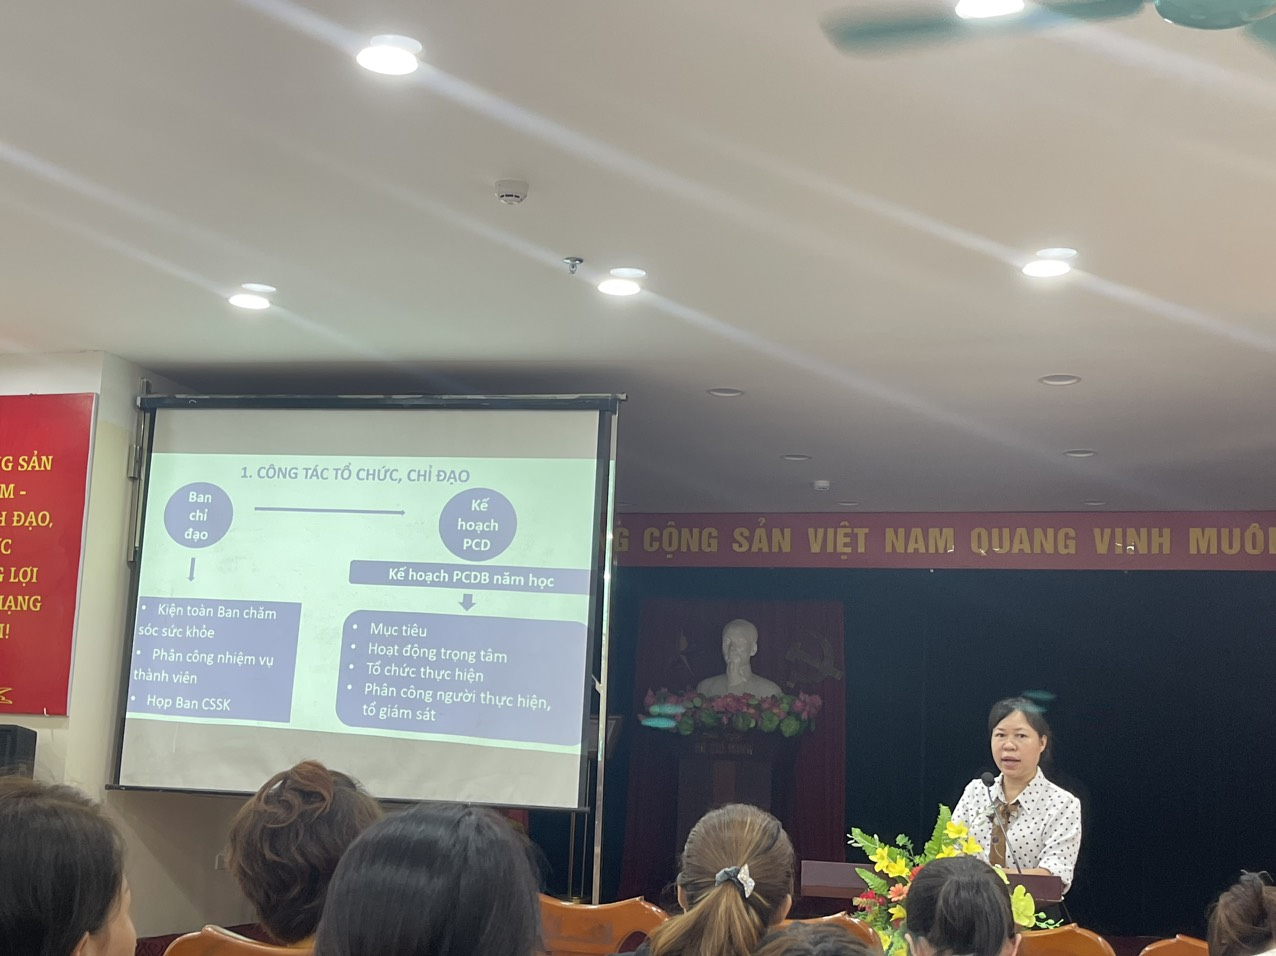 G SẢN
M -
H ĐẠO,
G LỢI
1. CÔNG TÁC TỔ CHỨC, CHỈ ĐẠO
Ban
chỉ
đạo
Kế
hoạch
PCD
Kế hoạch PCDB năm học
• Kiện toàn Ban chăm
sóc sức khỏe
• Phân công nhiệm vụ
thành viên
• Họp Ban CSSK
• Mục tiêu
• Hoạt động trọng tâm
• Tổ chức thực hiện
• Phân công người thực hiện,
tổ giám sát
G CỘNG SẢN VIỆT NAM QUANG VINH MUÔN